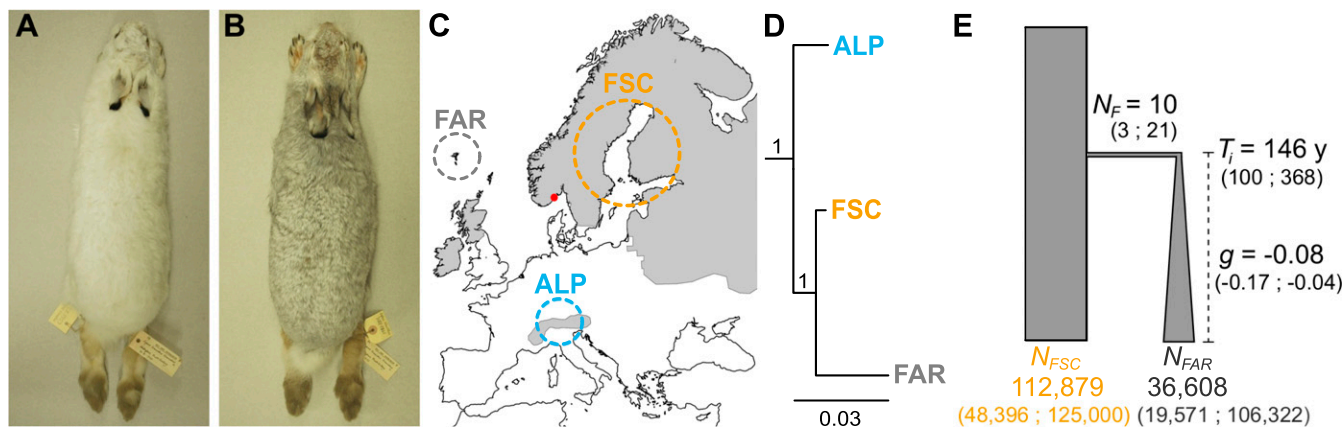 A
B
C
FAR
FSC
ALP
D
ALP
1
FSC
1
FAR
0.03
E
N_F = 10
(3 ; 21)
T_i = 146 y
(100 ; 368)
g = -0.08
(-0.17 ; -0.04)
N_FSC
112,879
(48,396 ; 125,000)
N_FAR
36,608
(19,571 ; 106,322)